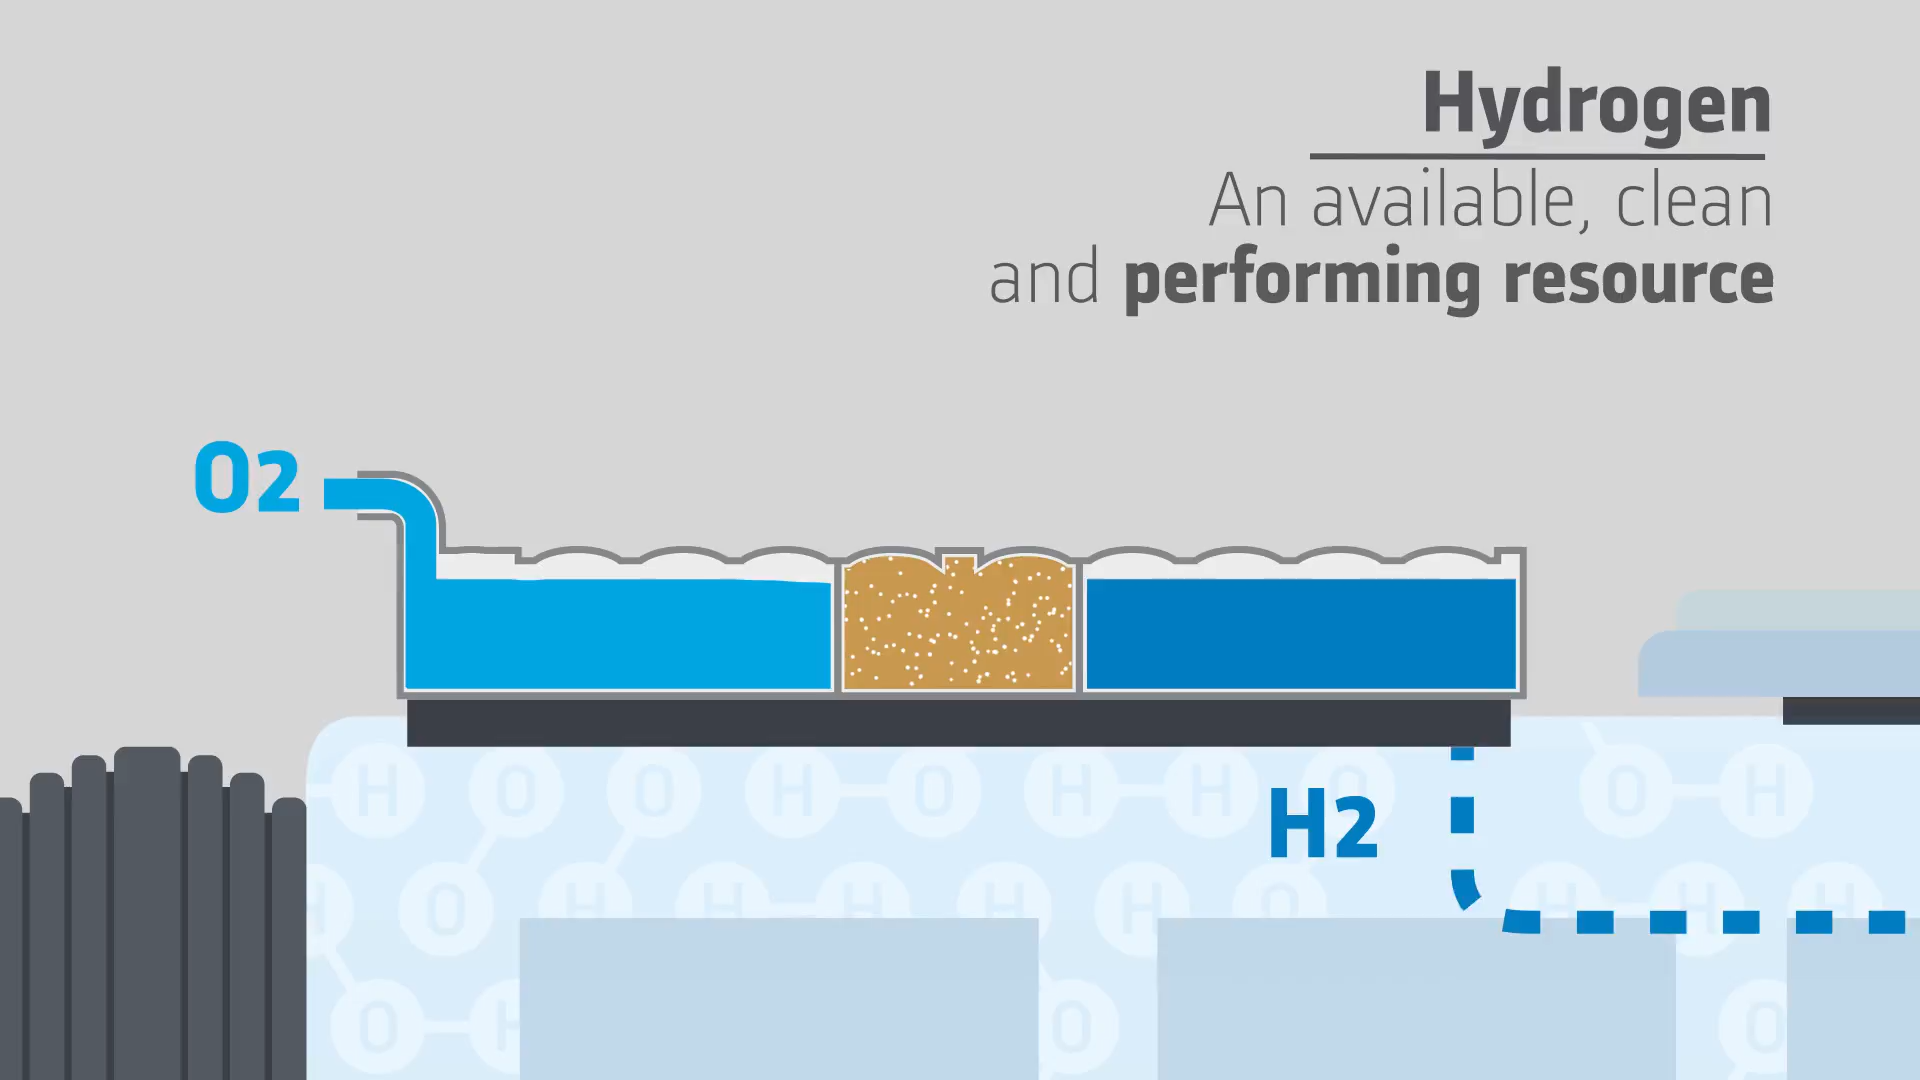 Hydrogen
An available, clean
and performing resource
O2
H O O H O H H O O H
H2
H O H H H H H O H H H
O H O O